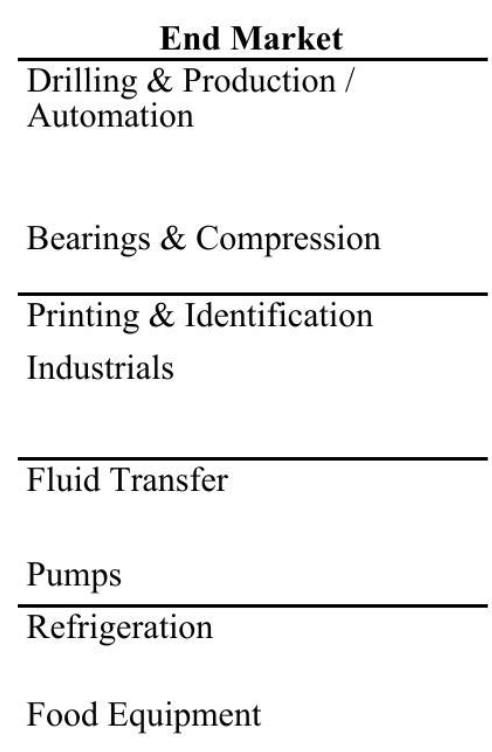 End Market
Drilling & Production /
Automation
Bearings & Compression
Printing & Identification
Industrials
Fluid Transfer
Pumps
Refrigeration
Food Equipment